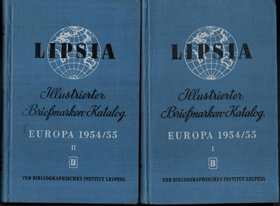 LIPSIA
Illustrierter
Briefmarken-Katalog
EUROPA 1954/55
II
B
VEB BIBLIOGRAPHISCHES INSTITUT LEIPZIG
LIPSIA
Illustrierter
Briefmarken-Katalog
EUROPA 1954/55
I
B
VEB BIBLIOGRAPHISCHES INSTITUT LEIPZIG